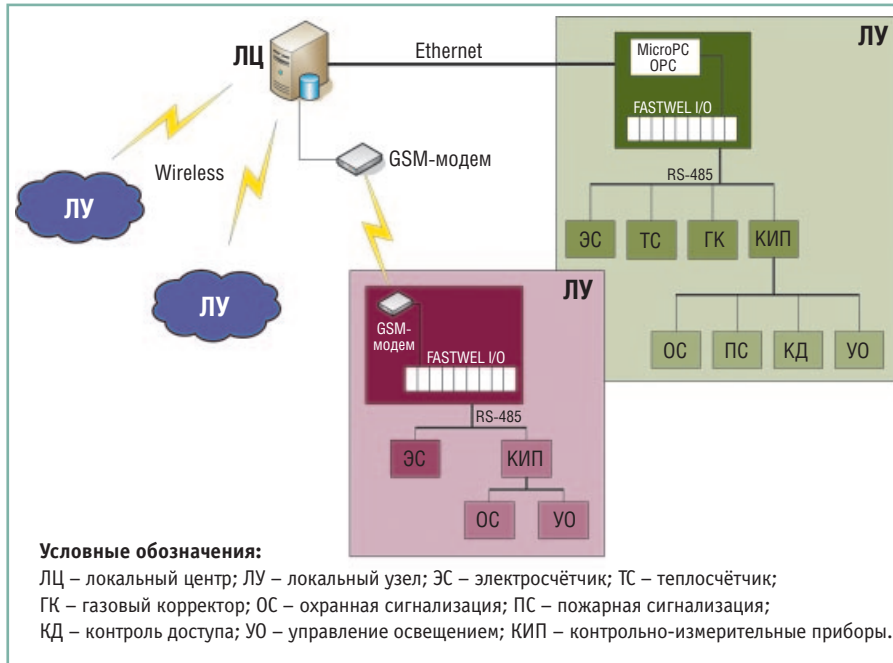 ЛЦ
Ethernet
MicroPC
OPC
ЛУ
FASTWEL I/O
GSM-модем
Wireless
RS-485
ЛУ
ЭС ТС ГК КИП
ЛУ
ЛУ
GSM-
модем
FASTWEL I/O
ОС ПС КД УО
RS-485
ЭС КИП
ОС УО
Условные обозначения:
ЛЦ – локальный центр; ЛУ – локальный узел; ЭС – электросчётчик; ТС – теплосчётчик;
ГК – газовый корректор; ОС – охранная сигнализация; ПС – пожарная сигнализация;
КД – контроль доступа; УО – управление освещением; КИП – контрольно-измерительные приборы.